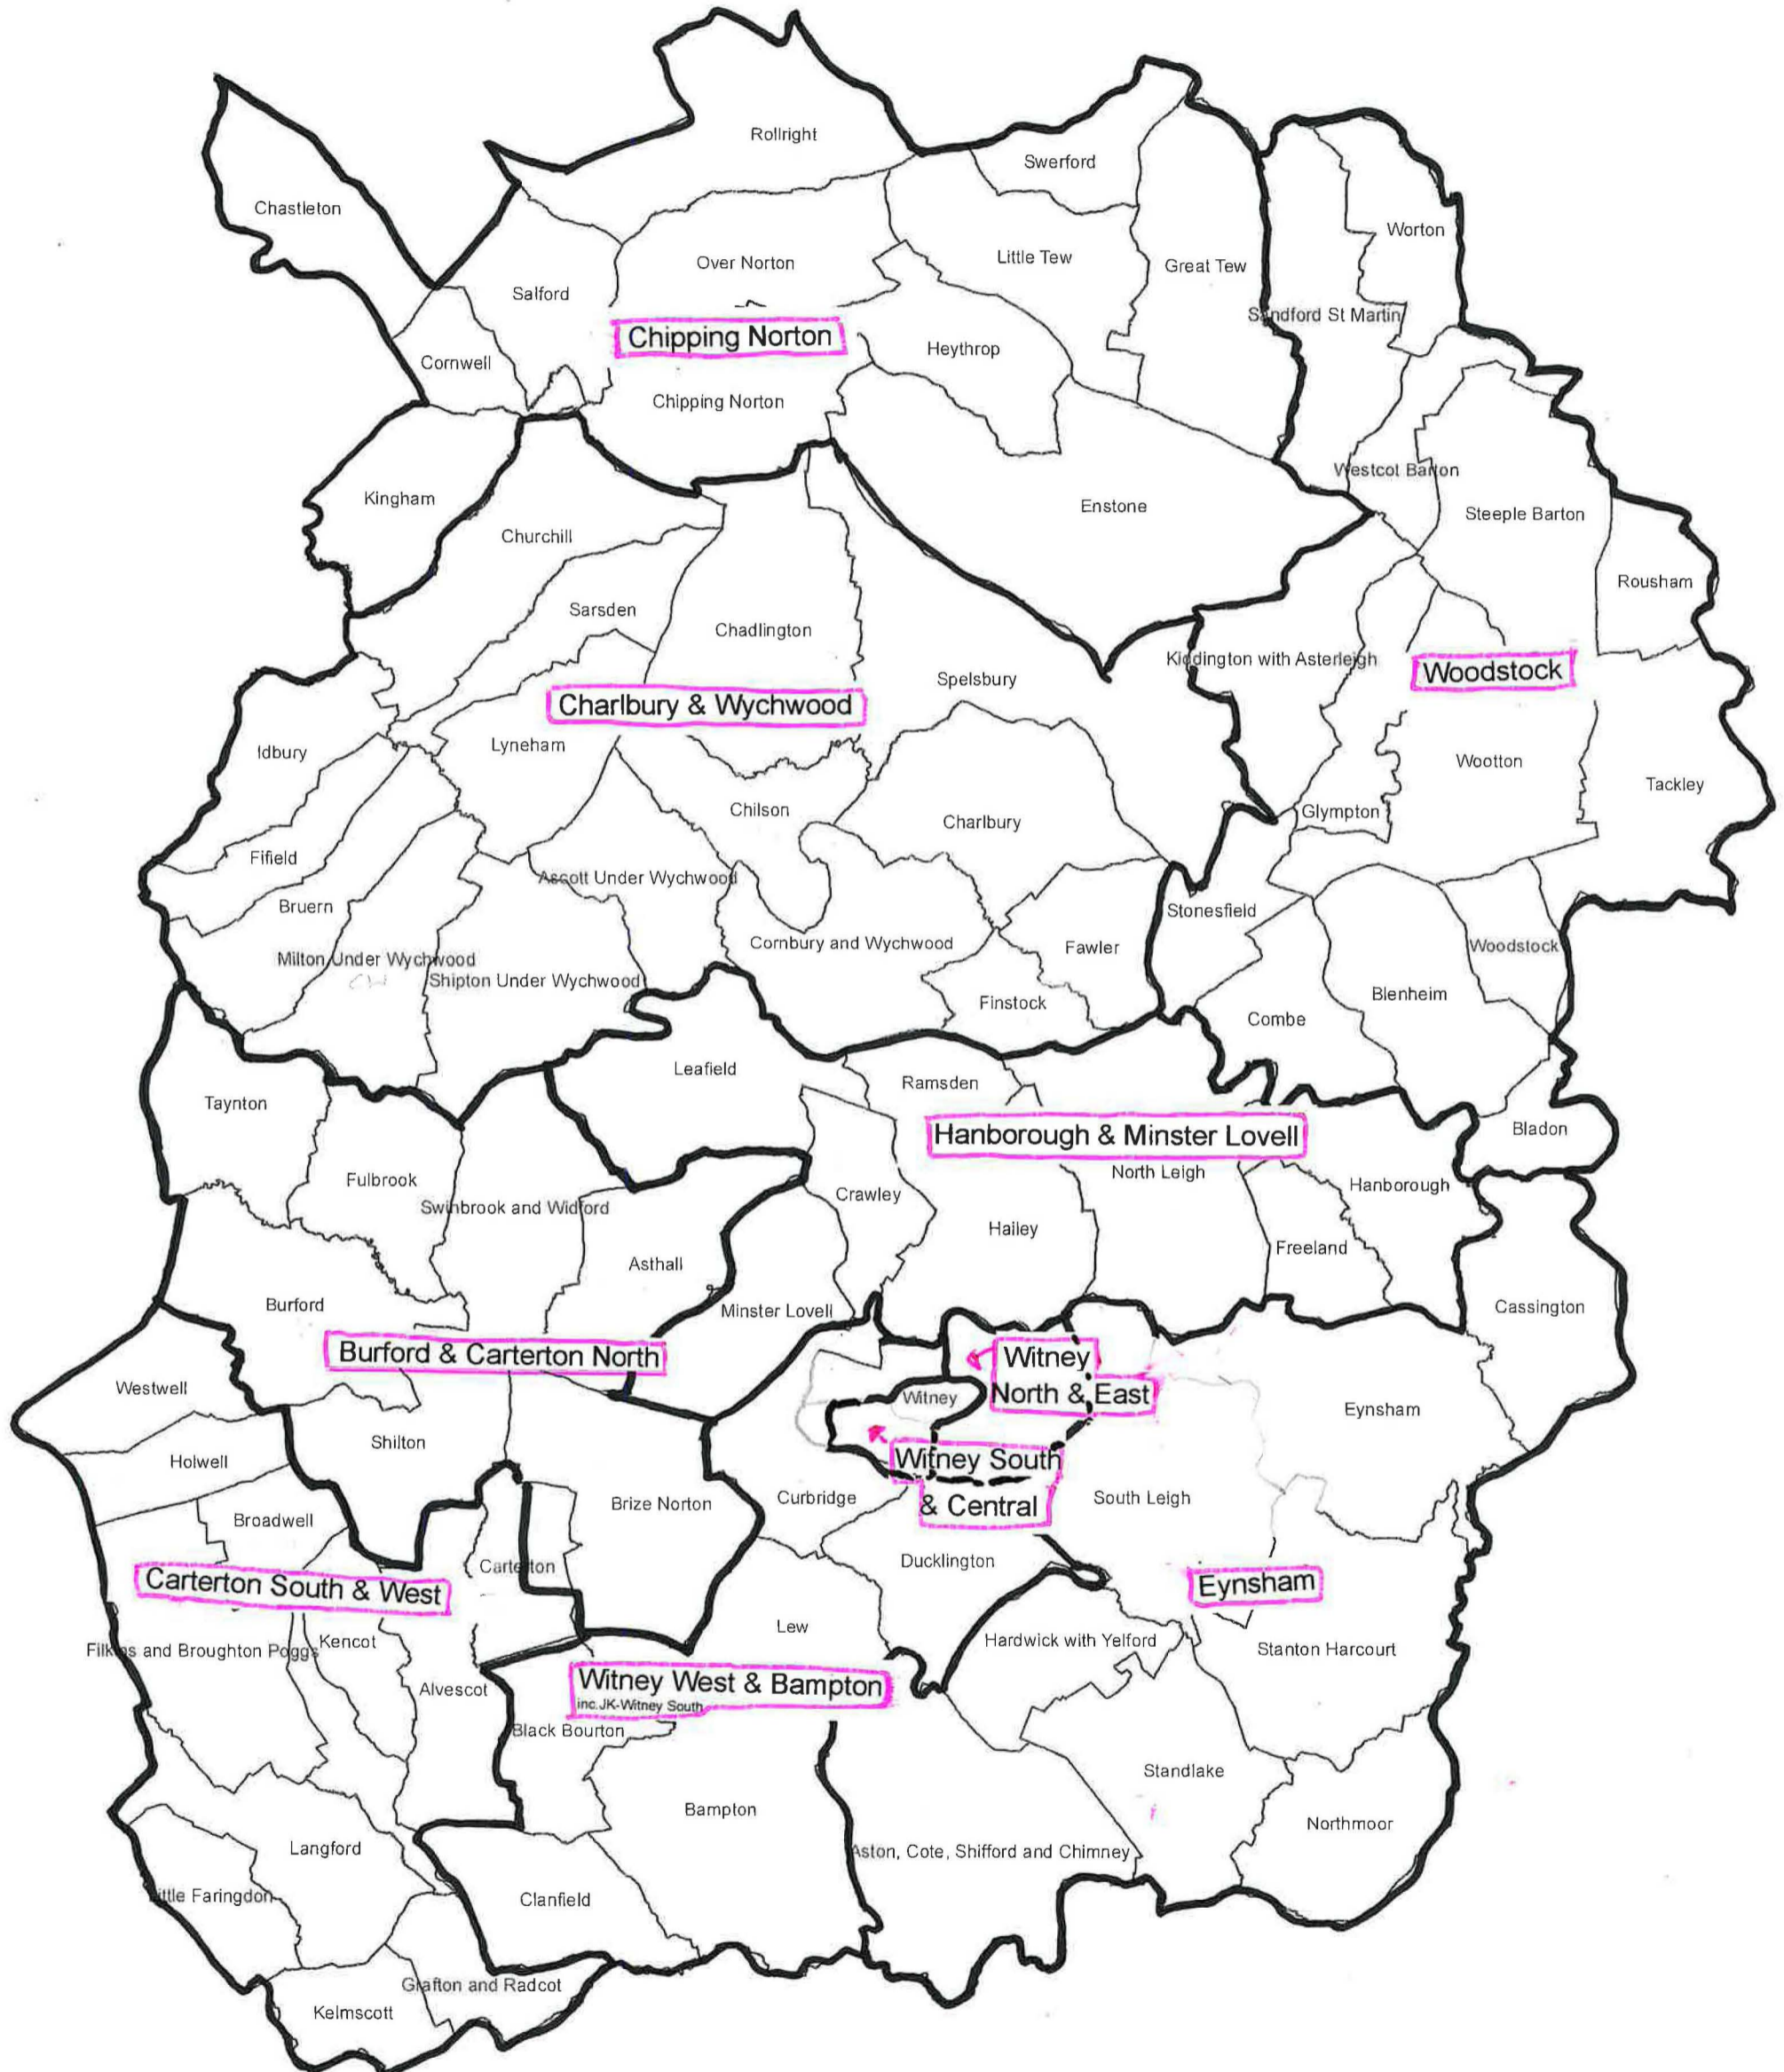 Rollright
Swerford
Chastleton
Worton
Over Norton
Little Tew
Great Tew
Salford
Sandford St Martin
Chipping Norton
Cornwell
Heythrop
Chipping Norton
Westcot Barton
Kingham
Enstone
Steeple Barton
Churchill
Rousham
Sarsden
Chadlington
Kiddington with Asterleigh
Woodstock
Spelsbury
Charlbury & Wychwood
Idbury
Lyneham
Wootton
Tackley
Chilson
Glympton
Charlbury
Fifield
Ascott Under Wychwood
Bruern
Stonesfield
Cornbury and Wychwood
Fawler
Woodstock
Milton Under Wychwood
Shipton Under Wychwood
Blenheim
Finstock
Combe
Leafield
Ramsden
Taynton
Hanborough & Minster Lovell
Bladon
North Leigh
Fulbrook
Hanborough
Crawley
Swinbrook and Widford
Hailey
Freeland
Asthall
Burford
Minster Lovell
Cassington
Burford & Carterton North
Witney
North & East
Westwell
Witney
Eynsham
Shilton
Holwell
Witney South
& Central
Curbridge
South Leigh
Brize Norton
Broadwell
Ducklington
Carterton
Carterton South & West
Eynsham
Lew
Kencot
Hardwick with Yelford
Filkins and Broughton Poggs
Stanton Harcourt
Alvescot
Witney West & Bampton
inc.JK-Witney South
Black Bourton
Standlake
Bampton
Northmoor
Langford
Aston, Cote, Shifford and Chimney
Little Faringdon
Clanfield
Grafton and Radcot
Kelmscott